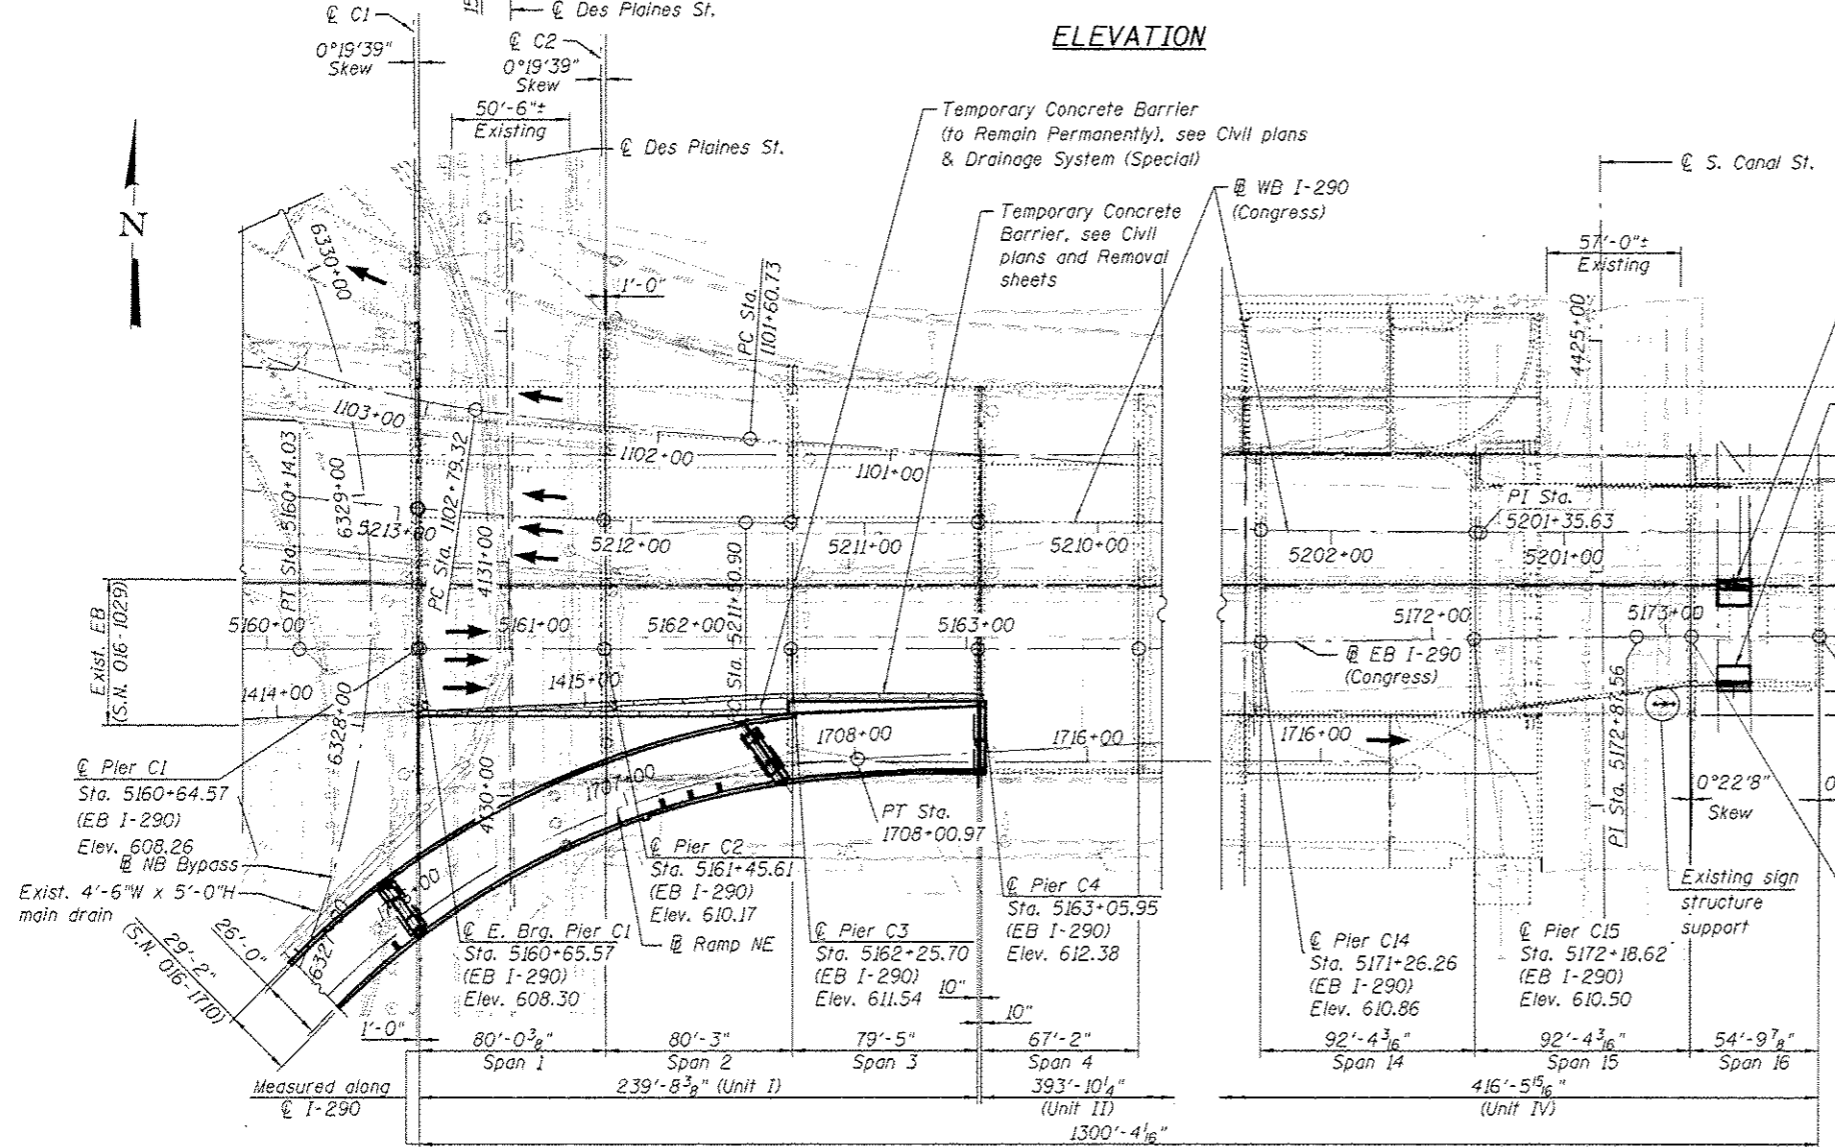 ℄ C1
0°19'39"
Skew
15
℄ Des Plaines St.
℄ C2
0°19'39"
Skew
ELEVATION
50'-6"±
Existing
℄ Des Plaines St.
N
Temporary Concrete Barrier
(to Remain Permanently), see Civil plans
& Drainage System (Special)
Temporary Concrete
Barrier, see Civil
plans and Removal
sheets
℄ S. Canal St.
WB I-290
(Congress)
57'-0"±
Existing
6330+00
1'-0"
PC Sta.
1101+60.73
4425+00
1103+00
1102+00
1101+00
PT Sta. 5160+14.03
6329+00
PC Sta. 1102+79.32
4131+00
5213+00
5212+00
5211+00
5210+00
PI Sta.
5201+35.63
5202+00
5201+00
Sta. 5211+50.90
Exist. EB
(S.N. 016-1029)
5160+00
5161+00
5162+00
5163+00
5172+00
5173+00
EB I-290
(Congress)
1414+00
1415+00
6328+00
1708+00
1716+00
1716+00
PI Sta. 5172+87.56
0°22'8"
Skew
0
℄ Pier C1
Sta. 5160+64.57
(EB I-290)
Elev. 608.26
NB Bypass
Exist. 4'-6"W x 5'-0"H
main drain
4130+00
1707+00
PT Sta.
1708+00.97
℄ Pier C2
Sta. 5161+45.61
(EB I-290)
Elev. 610.17
℄ Pier C4
Sta. 5163+05.95
(EB I-290)
Elev. 612.38
Existing sign
structure
support
26'-0"
29'-2"
(S.N. 016-1710)
℄ E. Brg. Pier C1
Sta. 5160+65.57
(EB I-290)
Elev. 608.30
Ramp NE
℄ Pier C3
Sta. 5162+25.70
(EB I-290)
Elev. 611.54
℄ Pier C14
Sta. 5171+26.26
(EB I-290)
Elev. 610.86
℄ Pier C15
Sta. 5172+18.62
(EB I-290)
Elev. 610.50
10"
10"
1'-0"
80'-0⅜"
80'-3"
79'-5"
67'-2"
92'-4 3/16"
92'-4 3/16"
54'-9⅞"
Span 1
Span 2
Span 3
Span 4
Span 14
Span 15
Span 16
Measured along
℄ I-290
239'-8⅜" (Unit I)
393'-10¼"
(Unit II)
416'-5 15/16"
(Unit IV)
1300'-4 1/16"